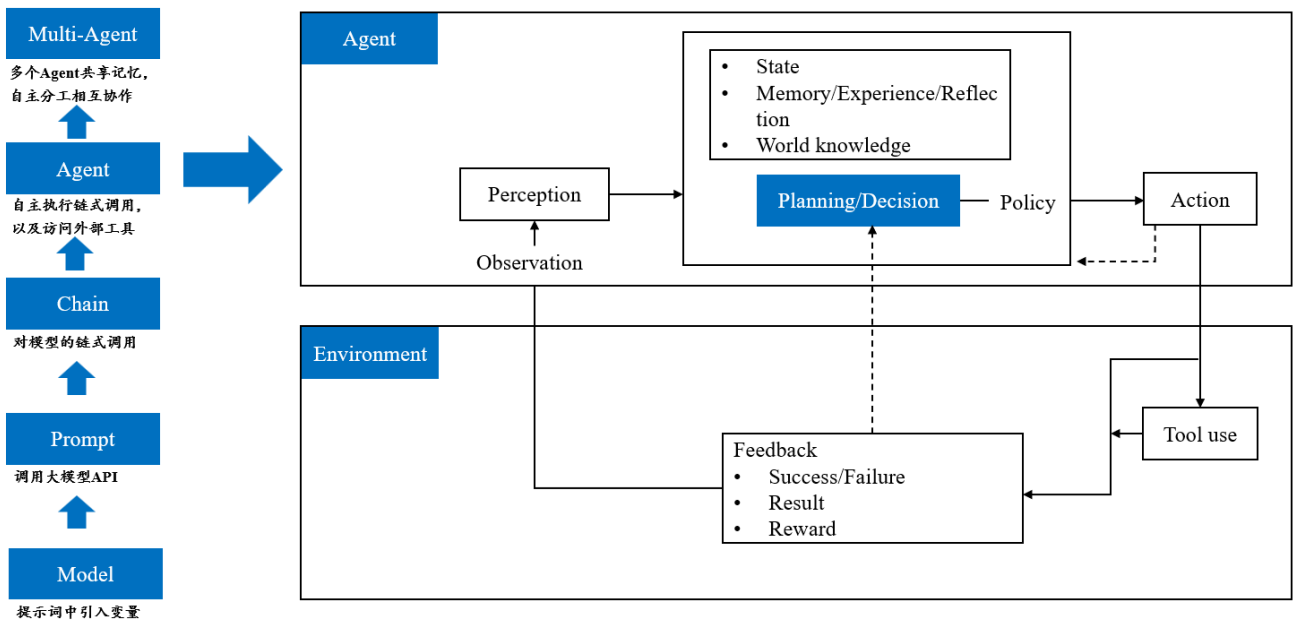 Multi-Agent
多个Agent共享记忆，
自主分工相互协作
Agent
自主执行链式调用，
以及访问外部工具
Chain
对模型的链式调用
Prompt
调用大模型API
Model
提示词中引入变量
Agent
• State
• Memory/Experience/Reflec
tion
• World knowledge
Perception
Planning/Decision
Policy
Action
Observation
Environment
Tool use
Feedback
• Success/Failure
• Result
• Reward